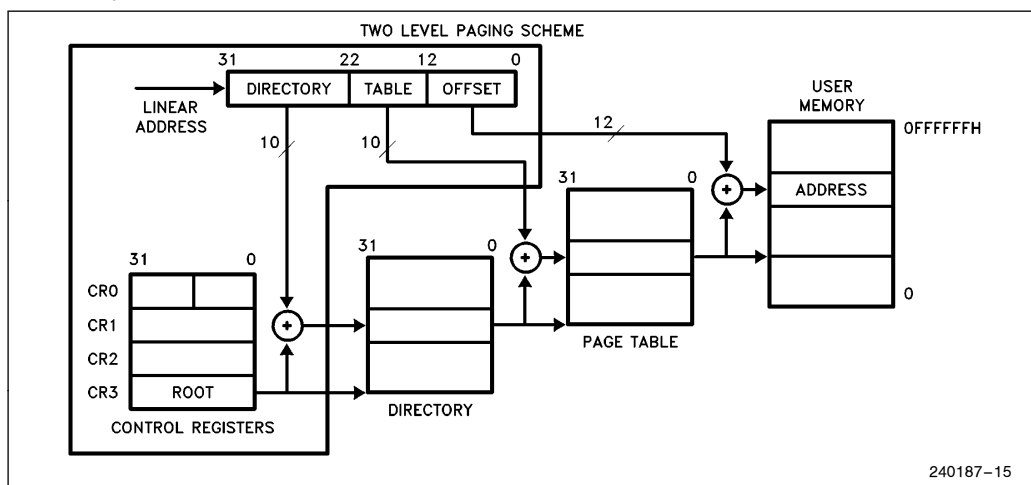 TWO LEVEL PAGING SCHEME
31 22 12 0
DIRECTORY TABLE OFFSET
LINEAR
ADDRESS
10
10
12
USER
MEMORY
0FFFFFFH
ADDRESS
0
31 0
PAGE TABLE
31 0
DIRECTORY
31 0
CR0
CR1
CR2
CR3 ROOT
CONTROL REGISTERS
+
+
+
240187-15